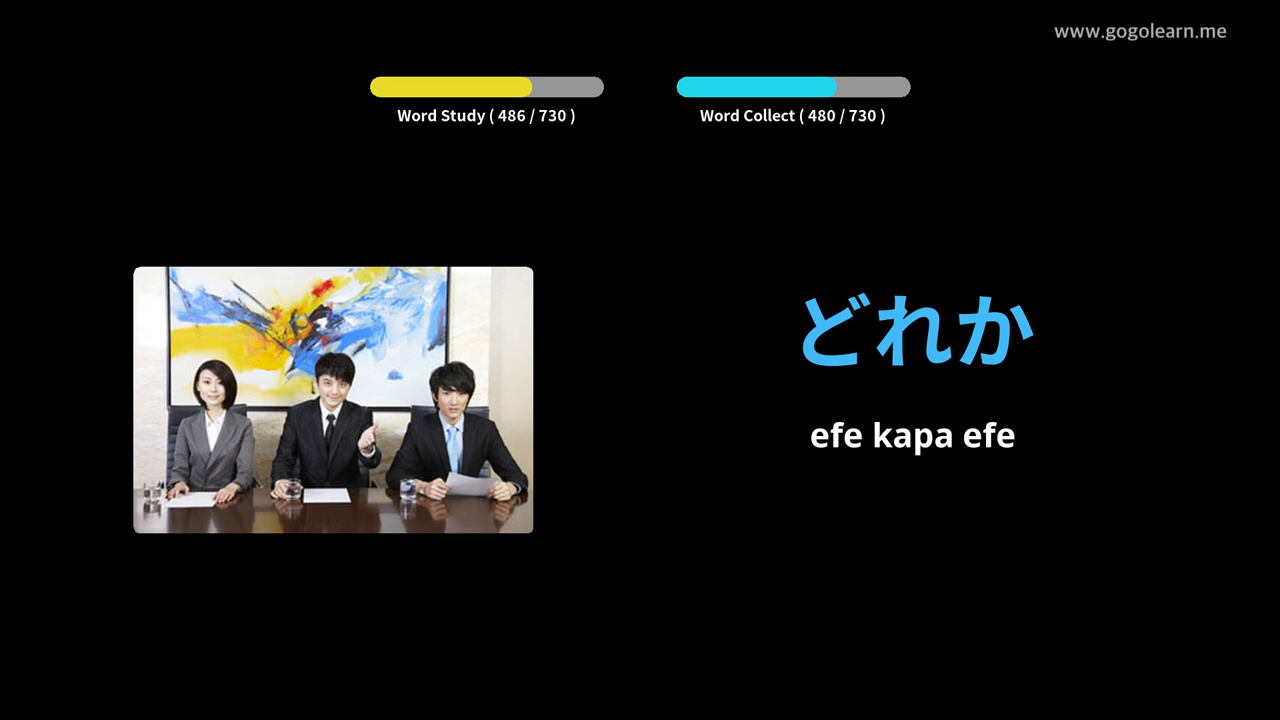 www.gogolearn.me
Word Study ( 486 / 730 )
Word Collect ( 480 / 730 )
どれか
efe kapa efe